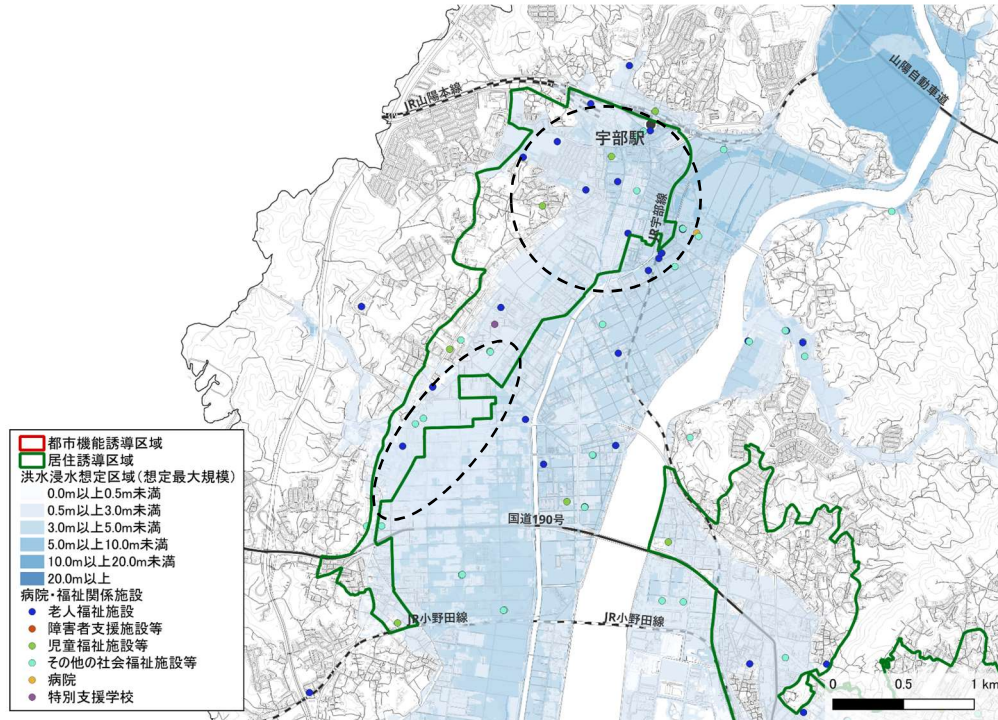 JR山陽本線
山陽自動車道
宇部駅
JR宇部線
国道190号
JR小野田線
JR小野田線
都市機能誘導区域
居住誘導区域
洪水浸水想定区域(想定最大規模)
0.0m以上0.5m未満
0.5m以上3.0m未満
3.0m以上5.0m未満
5.0m以上10.0m未満
10.0m以上20.0m未満
20.0m以上
病院・福祉関係施設
老人福祉施設
障害者支援施設等
児童福祉施設等
その他の社会福祉施設等
病院
特別支援学校
0 0.5 1 km